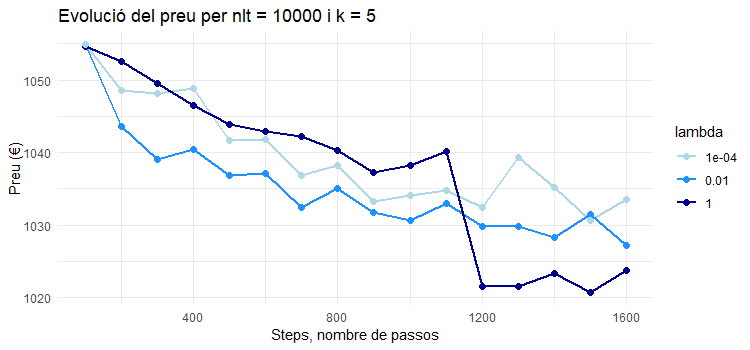 Evolució del preu per nlt = 10000 i k = 5
Preu (€)
1050
1040
1030
1020
400
800
1200
1600
Steps, nombre de passos
lambda
1e-04
0.01
1